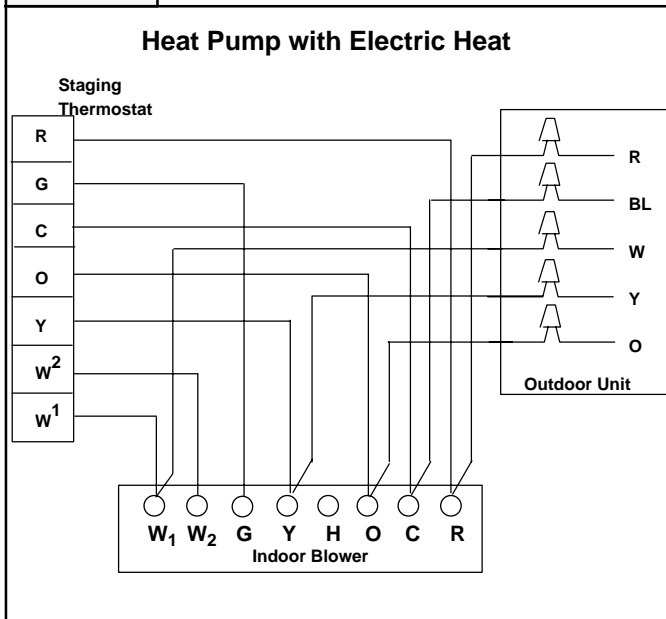 Heat Pump with Electric Heat
Staging
Thermostat
R
G
C
O
Y
W2
W1
R
BL
W
Y
O
Outdoor Unit
W1 W2 G Y H O C R
Indoor Blower